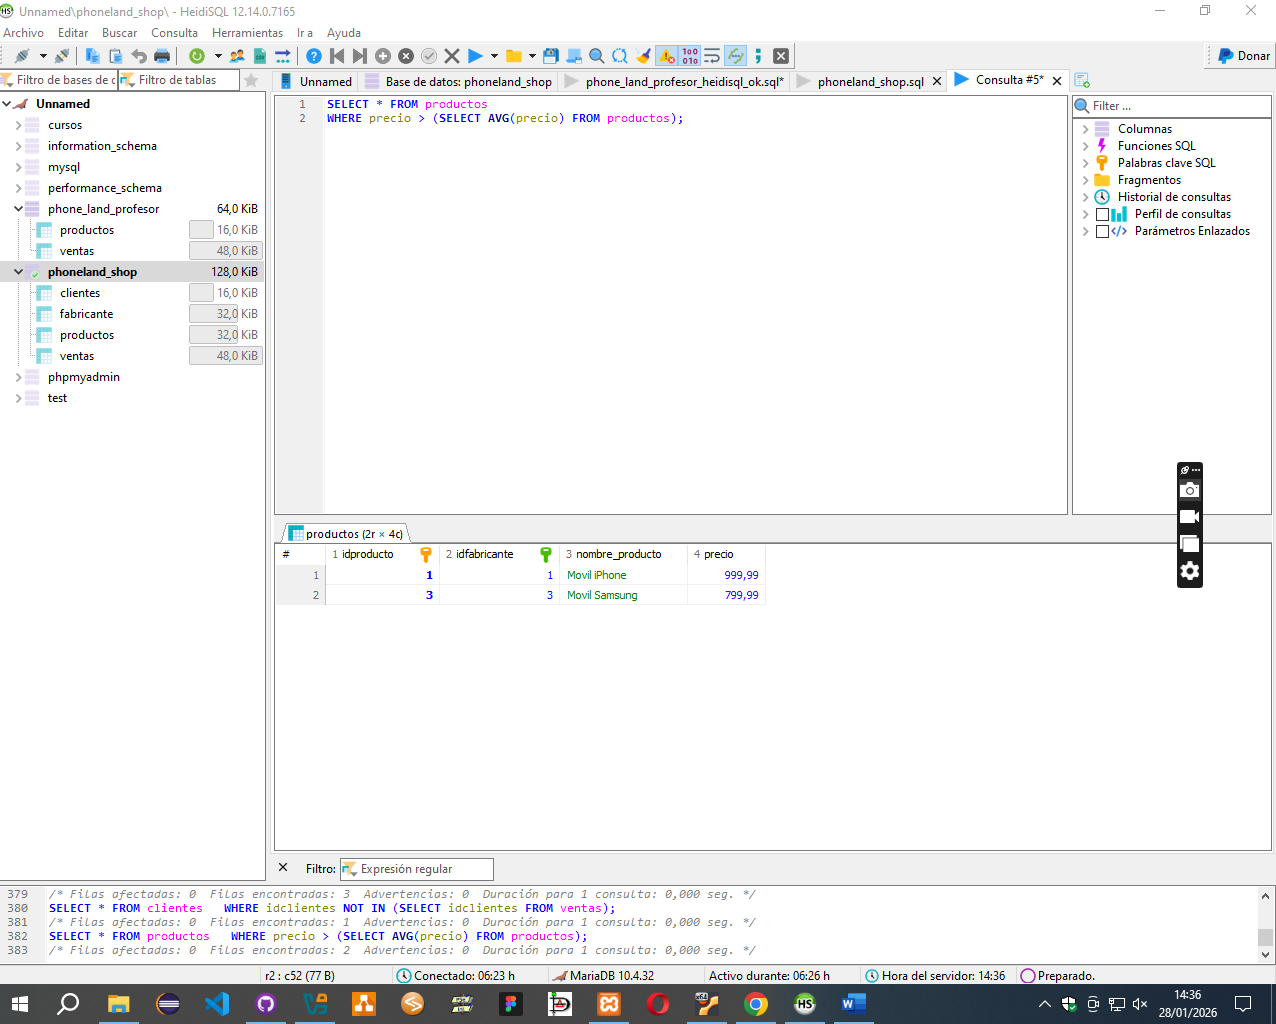 Unnamed\phoneland_shop\ - HeidiSQL 12.14.0.7165
Archivo Editar Buscar Consulta Herramientas Ir a Ayuda
Donar
Filtro de bases de d Filtro de tablas
Unnamed Base de datos: phoneland_shop phone_land_profesor_heidisql_ok.sql* phoneland_shop.sql Consulta #5*
Unnamed
cursos
information_schema
mysql
performance_schema
phone_land_profesor 64,0 KiB
productos 16,0 KiB
ventas 48,0 KiB
phoneland_shop 128,0 KiB
clientes 16,0 KiB
fabricante 32,0 KiB
productos 32,0 KiB
ventas 48,0 KiB
phpmyadmin
test
1 SELECT * FROM productos
2 WHERE precio > (SELECT AVG(precio) FROM productos);
Filter ...
Columnas
Funciones SQL
Palabras clave SQL
Fragmentos
Historial de consultas
Perfil de consultas
Parámetros Enlazados
productos (2r × 4c)
# 1 idproducto 2 idfabricante 3 nombre_producto 4 precio
1 1 1 Movil iPhone 999,99
2 3 3 Movil Samsung 799,99
Filtro: Expresión regular
379 /* Filas afectadas: 0 Filas encontradas: 3 Advertencias: 0 Duración para 1 consulta: 0,000 seg. */
380 SELECT * FROM clientes WHERE idclientes NOT IN (SELECT idclientes FROM ventas);
381 /* Filas afectadas: 0 Filas encontradas: 1 Advertencias: 0 Duración para 1 consulta: 0,000 seg. */
382 SELECT * FROM productos WHERE precio > (SELECT AVG(precio) FROM productos);
383 /* Filas afectadas: 0 Filas encontradas: 2 Advertencias: 0 Duración para 1 consulta: 0,000 seg. */
r2 : c52 (77 B) Conectado: 06:23 h MariaDB 10.4.32 Activo durante: 06:26 h Hora del servidor: 14:36 Preparado.
14:36
28/01/2026